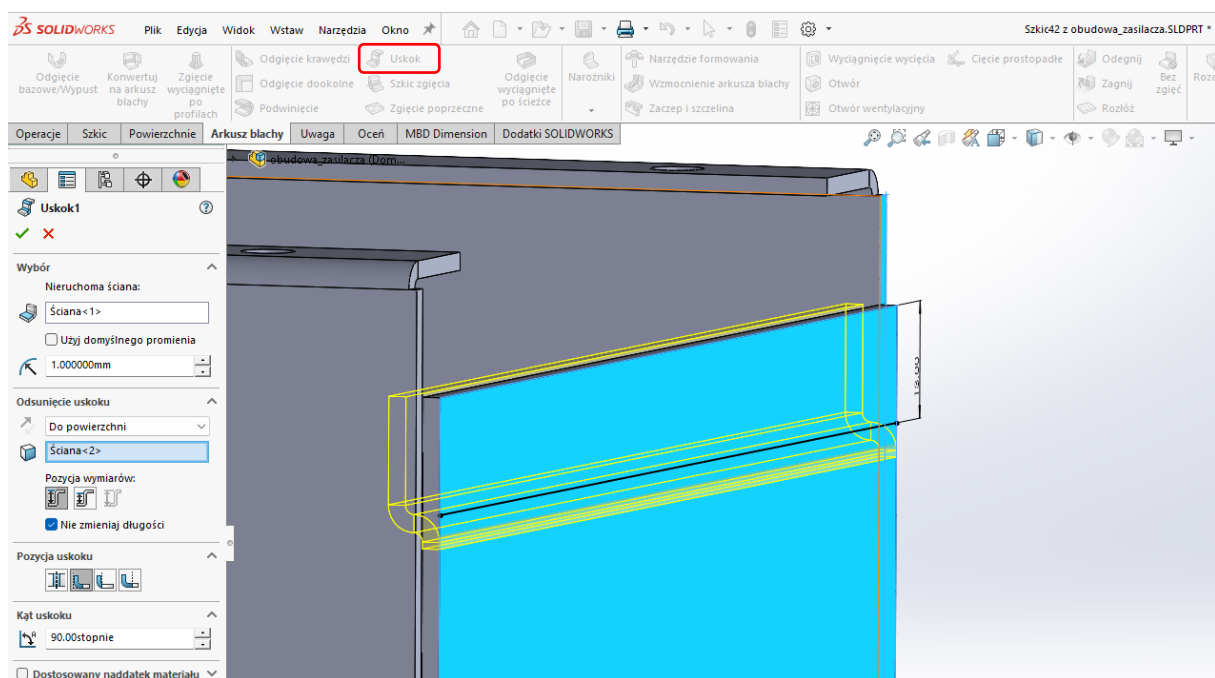 SOLIDWORKS Plik Edycja Widok Wstaw Narzędzia Okno Szkic42 z obudowa_zasilacza.SLDPRT *
Odgięcie bazowe/Wypust
Konwertuj na arkusz blachy
Zgięcie wyciągnięte po profilach
Odgięcie krawędzi
Odgięcie dookolne
Podwinięcie
Uskok
Szkic zgięcia
Zgięcie poprzeczne
Odgięcie wyciągnięte po ścieżce
Narożniki
Narzędzie formowania
Wzmocnienie arkusza blachy
Zaczep i szczelina
Wyciągnięcie wycięcia
Otwór
Otwór wentylacyjny
Cięcie prostopadłe
Odegnij
Zagnij
Rozłóż
Bez zgięć
Operacje Szkic Powierzchnie Arkusz blachy Uwaga Oceń MBD Dimension Dodatki SOLIDWORKS
obudowa_zasilacza (Dom...
Uskok1
Wybór
Nieruchoma ściana:
Ściana<1>
Użyj domyślnego promienia
1.000000mm
Odsunięcie uskoku
Do powierzchni
Ściana<2>
Pozycja wymiarów:
Nie zmieniaj długości
Pozycja uskoku
Kąt uskoku
90.00stopnie
Dostosowany naddatek materiału